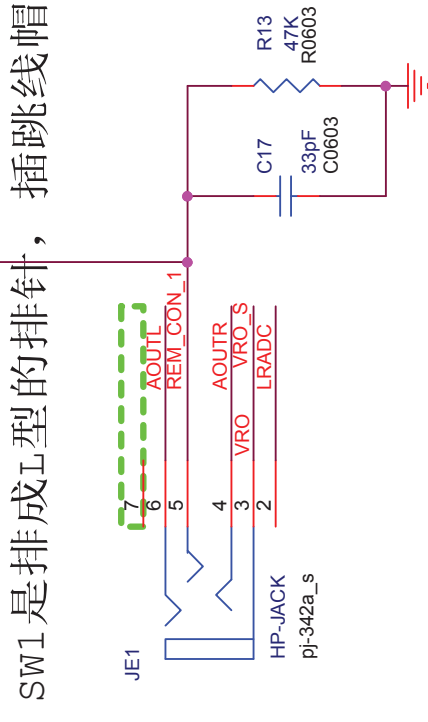 SW1是排成L型的排针，插跳线帽
R13
47K
R0603
C17
33pF
C0603
7
6
AOUTL
5
REM_CON_1
4
AOUTR
3
VRO
VRO_S
2
LRADC
JE1
HP-JACK
pj-342a_s